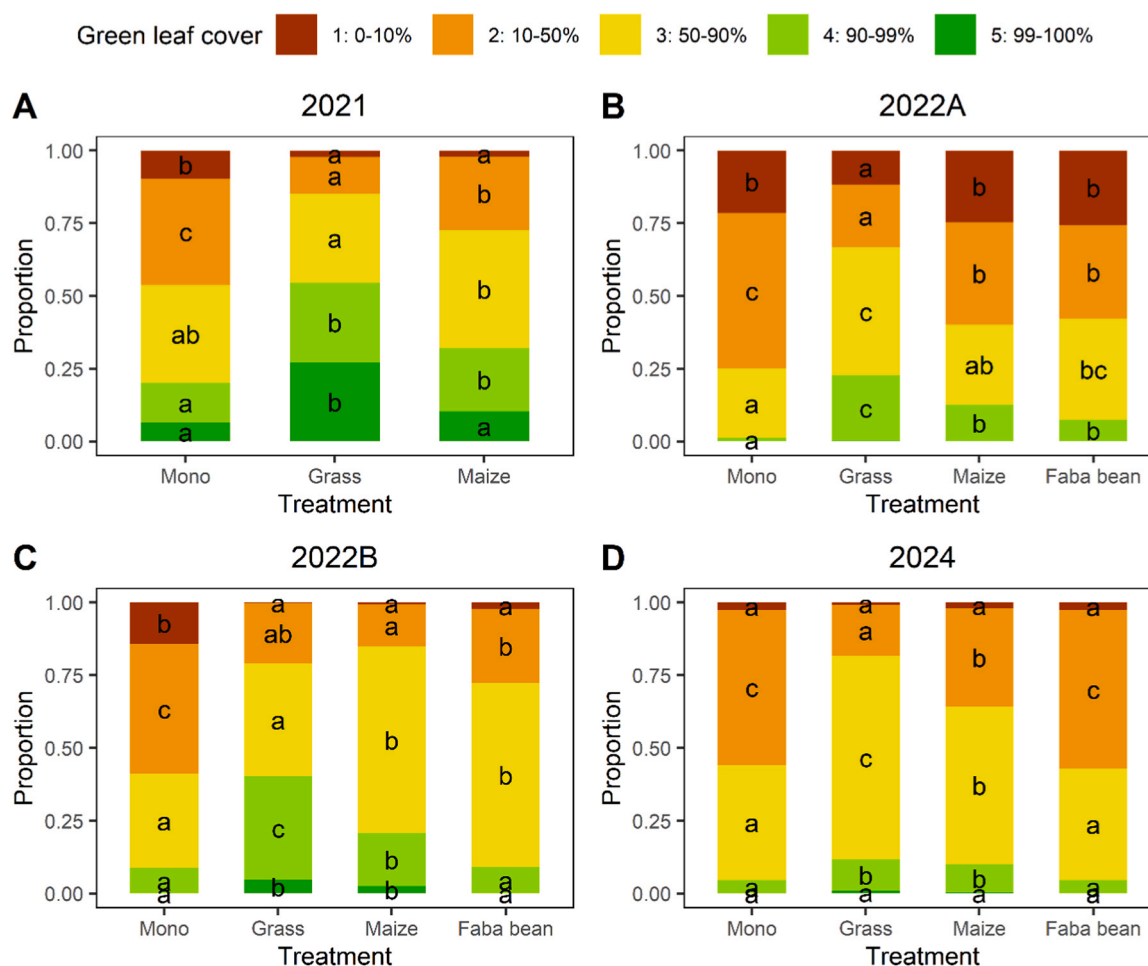 Green leaf cover 1: 0-10% 2: 10-50% 3: 50-90% 4: 90-99% 5: 99-100%
A 2021
Proportion
1.00
0.75
0.50
0.25
0.00
b c ab a a
a a a b b
a b b b a
Mono Grass Maize
Treatment
B 2022A
Proportion
1.00
0.75
0.50
0.25
0.00
b c a a
a a c c
b b ab b
b b bc b
Mono Grass Maize Faba bean
Treatment
C 2022B
Proportion
1.00
0.75
0.50
0.25
0.00
b c a a a
a ab a c b
a a b b b
a b b a a
Mono Grass Maize Faba bean
Treatment
D 2024
Proportion
1.00
0.75
0.50
0.25
0.00
a c a a a
a a c b a
a b b b a
a c a a a
Mono Grass Maize Faba bean
Treatment